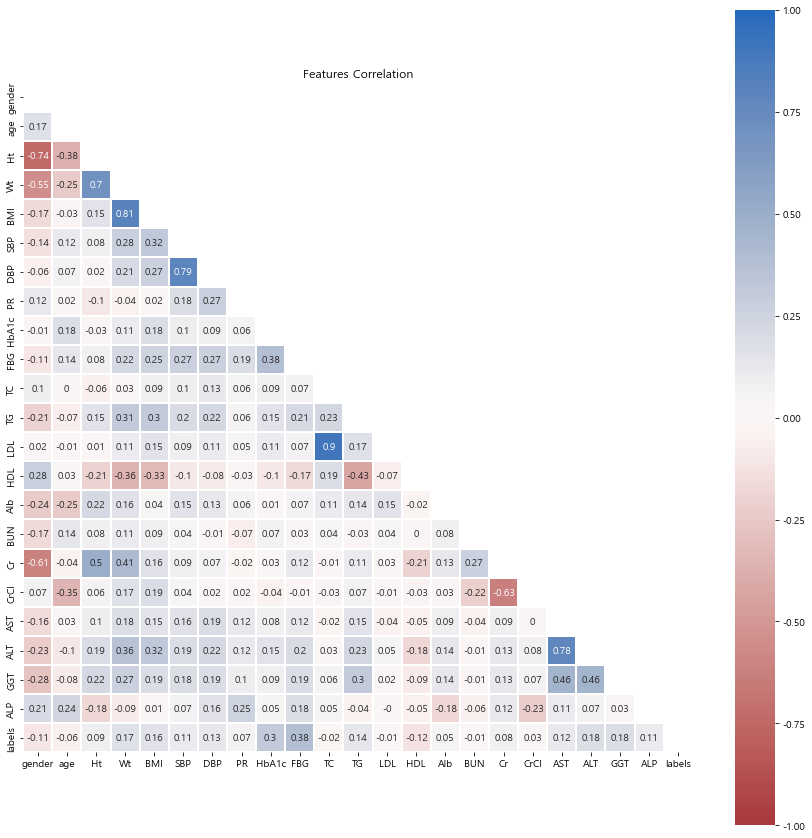 Features Correlation
gender
age 0.17
Ht -0.74 -0.38
Wt -0.55 -0.25 0.7
BMI -0.17 -0.03 0.15 0.81
SBP -0.14 0.12 0.08 0.28 0.32
DBP -0.06 0.07 0.02 0.21 0.27 0.79
PR 0.12 0.02 -0.1 -0.04 0.02 0.18 0.27
HbA1c -0.01 0.18 -0.03 0.11 0.18 0.1 0.09 0.06
FBG -0.11 0.14 0.08 0.22 0.25 0.27 0.27 0.19 0.38
TC 0.1 0 -0.06 0.03 0.09 0.1 0.13 0.06 0.09 0.07
TG -0.21 -0.07 0.15 0.31 0.3 0.2 0.22 0.06 0.15 0.21 0.23
LDL 0.02 -0.01 0.01 0.11 0.15 0.09 0.11 0.05 0.11 0.07 0.9 0.17
HDL 0.28 0.03 -0.21 -0.36 -0.33 -0.1 -0.08 -0.03 -0.1 -0.17 0.19 -0.43 -0.07
Alb -0.24 -0.25 0.22 0.16 0.04 0.15 0.13 0.06 0.01 0.07 0.11 0.14 0.15 -0.02
BUN -0.17 0.14 0.08 0.11 0.09 0.04 -0.01 -0.07 0.07 0.03 0.04 -0.03 0.04 0 0.08
Cr -0.61 -0.04 0.5 0.41 0.16 0.09 0.07 -0.02 0.03 0.12 -0.01 0.11 0.03 -0.21 0.13 0.27
CrCl 0.07 -0.35 0.06 0.17 0.19 0.04 0.02 0.02 -0.04 -0.01 -0.03 0.07 -0.01 -0.03 0.03 -0.22 -0.63
AST -0.16 0.03 0.1 0.18 0.15 0.16 0.19 0.12 0.08 0.12 -0.02 0.15 -0.04 -0.05 0.09 -0.04 0.09 0
ALT -0.23 -0.1 0.19 0.36 0.32 0.19 0.22 0.12 0.15 0.2 0.03 0.23 0.05 -0.18 0.14 -0.01 0.13 0.08 0.78
GGT -0.28 -0.08 0.22 0.27 0.19 0.18 0.19 0.1 0.09 0.19 0.06 0.3 0.02 -0.09 0.14 -0.01 0.13 0.07 0.46 0.46
ALP 0.21 0.24 -0.18 -0.09 0.01 0.07 0.16 0.25 0.05 0.18 0.05 -0.04 -0 -0.05 -0.18 -0.06 0.12 -0.23 0.11 0.07 0.03
labels -0.11 -0.06 0.09 0.17 0.16 0.11 0.13 0.07 0.3 0.38 -0.02 0.14 -0.01 -0.12 0.05 -0.01 0.08 0.03 0.12 0.18 0.18 0.11
gender age Ht Wt BMI SBP DBP PR HbA1c FBG TC TG LDL HDL Alb BUN Cr CrCl AST ALT GGT ALP labels
1.00
0.75
0.50
0.25
0.00
-0.25
-0.50
-0.75
-1.00